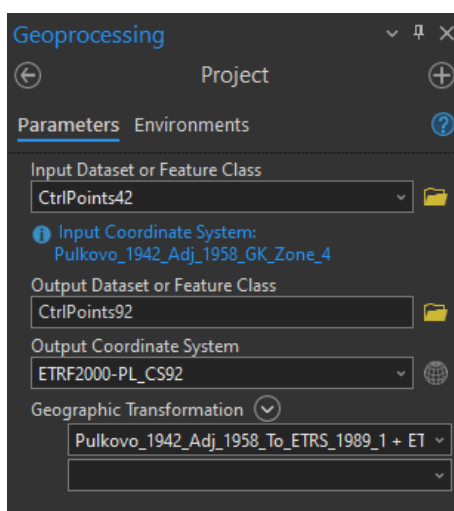 Geoprocessing
Project
Parameters Environments
Input Dataset or Feature Class
CtrlPoints42
Input Coordinate System:
Pulkovo_1942_Adj_1958_GK_Zone_4
Output Dataset or Feature Class
CtrlPoints92
Output Coordinate System
ETRF2000-PL_CS92
Geographic Transformation
Pulkovo_1942_Adj_1958_To_ETRS_1989_1 + ET